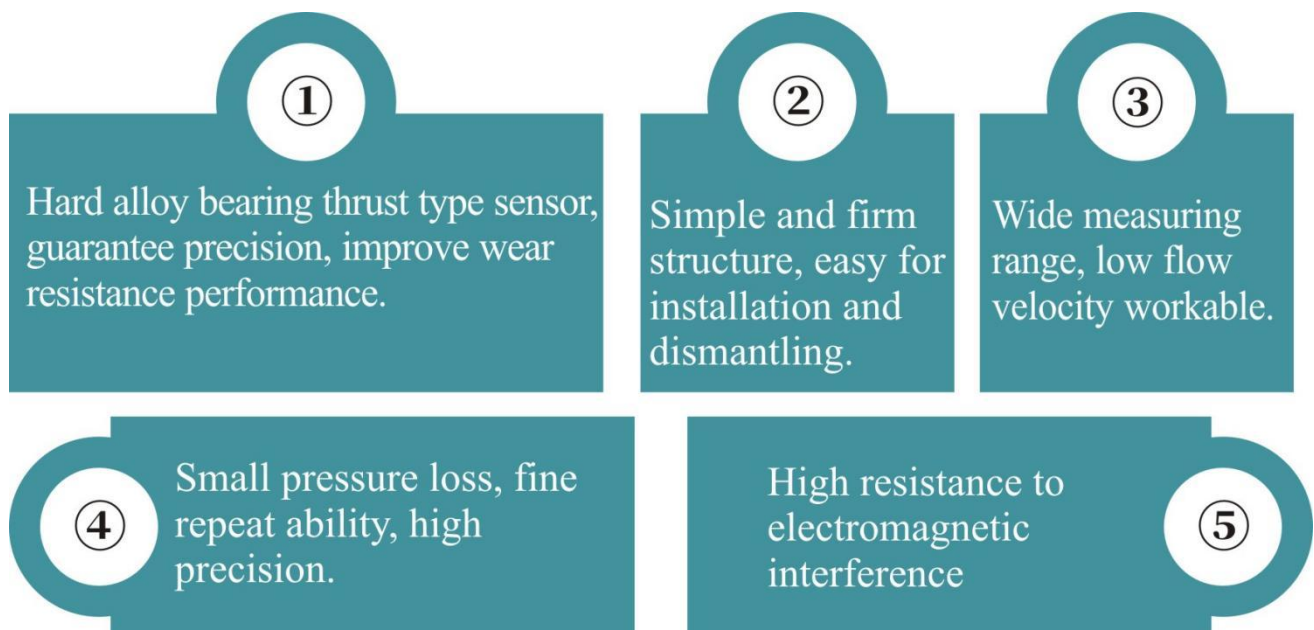 ①
Hard alloy bearing thrust type sensor,
guarantee precision, improve wear
resistance performance.
②
Simple and firm
structure, easy for
installation and
dismantling.
③
Wide measuring
range, low flow
velocity workable.
④
Small pressure loss, fine
repeat ability, high
precision.
⑤
High resistance to
electromagnetic
interference